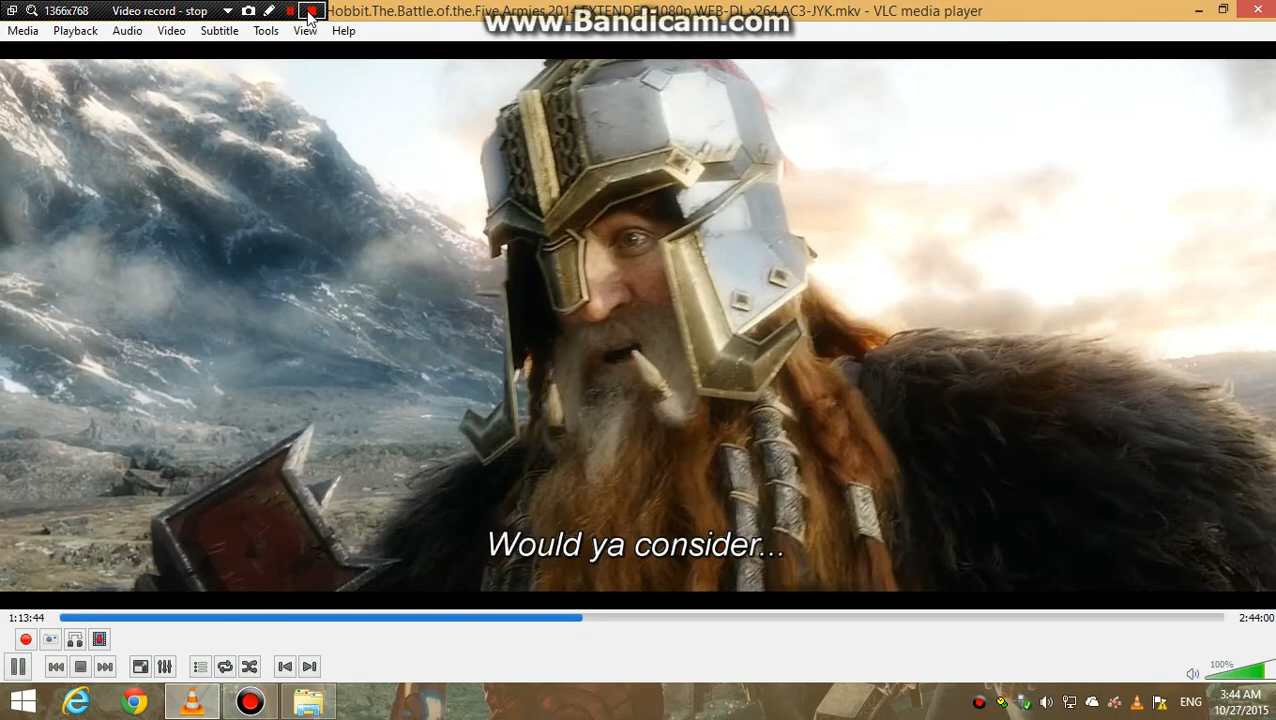 1366x768 Video record - stop
Hobbit.The.Battle.of.the.Five.Armies.2014.EXTENDED.1080p.WEB-DL.x264.AC3-JYK.mkv - VLC media player
www.Bandicam.com
Media Playback Audio Video Subtitle Tools View Help
Would ya consider...
1:13:44 2:44:00
100%
ENG 3:44 AM
10/27/2015